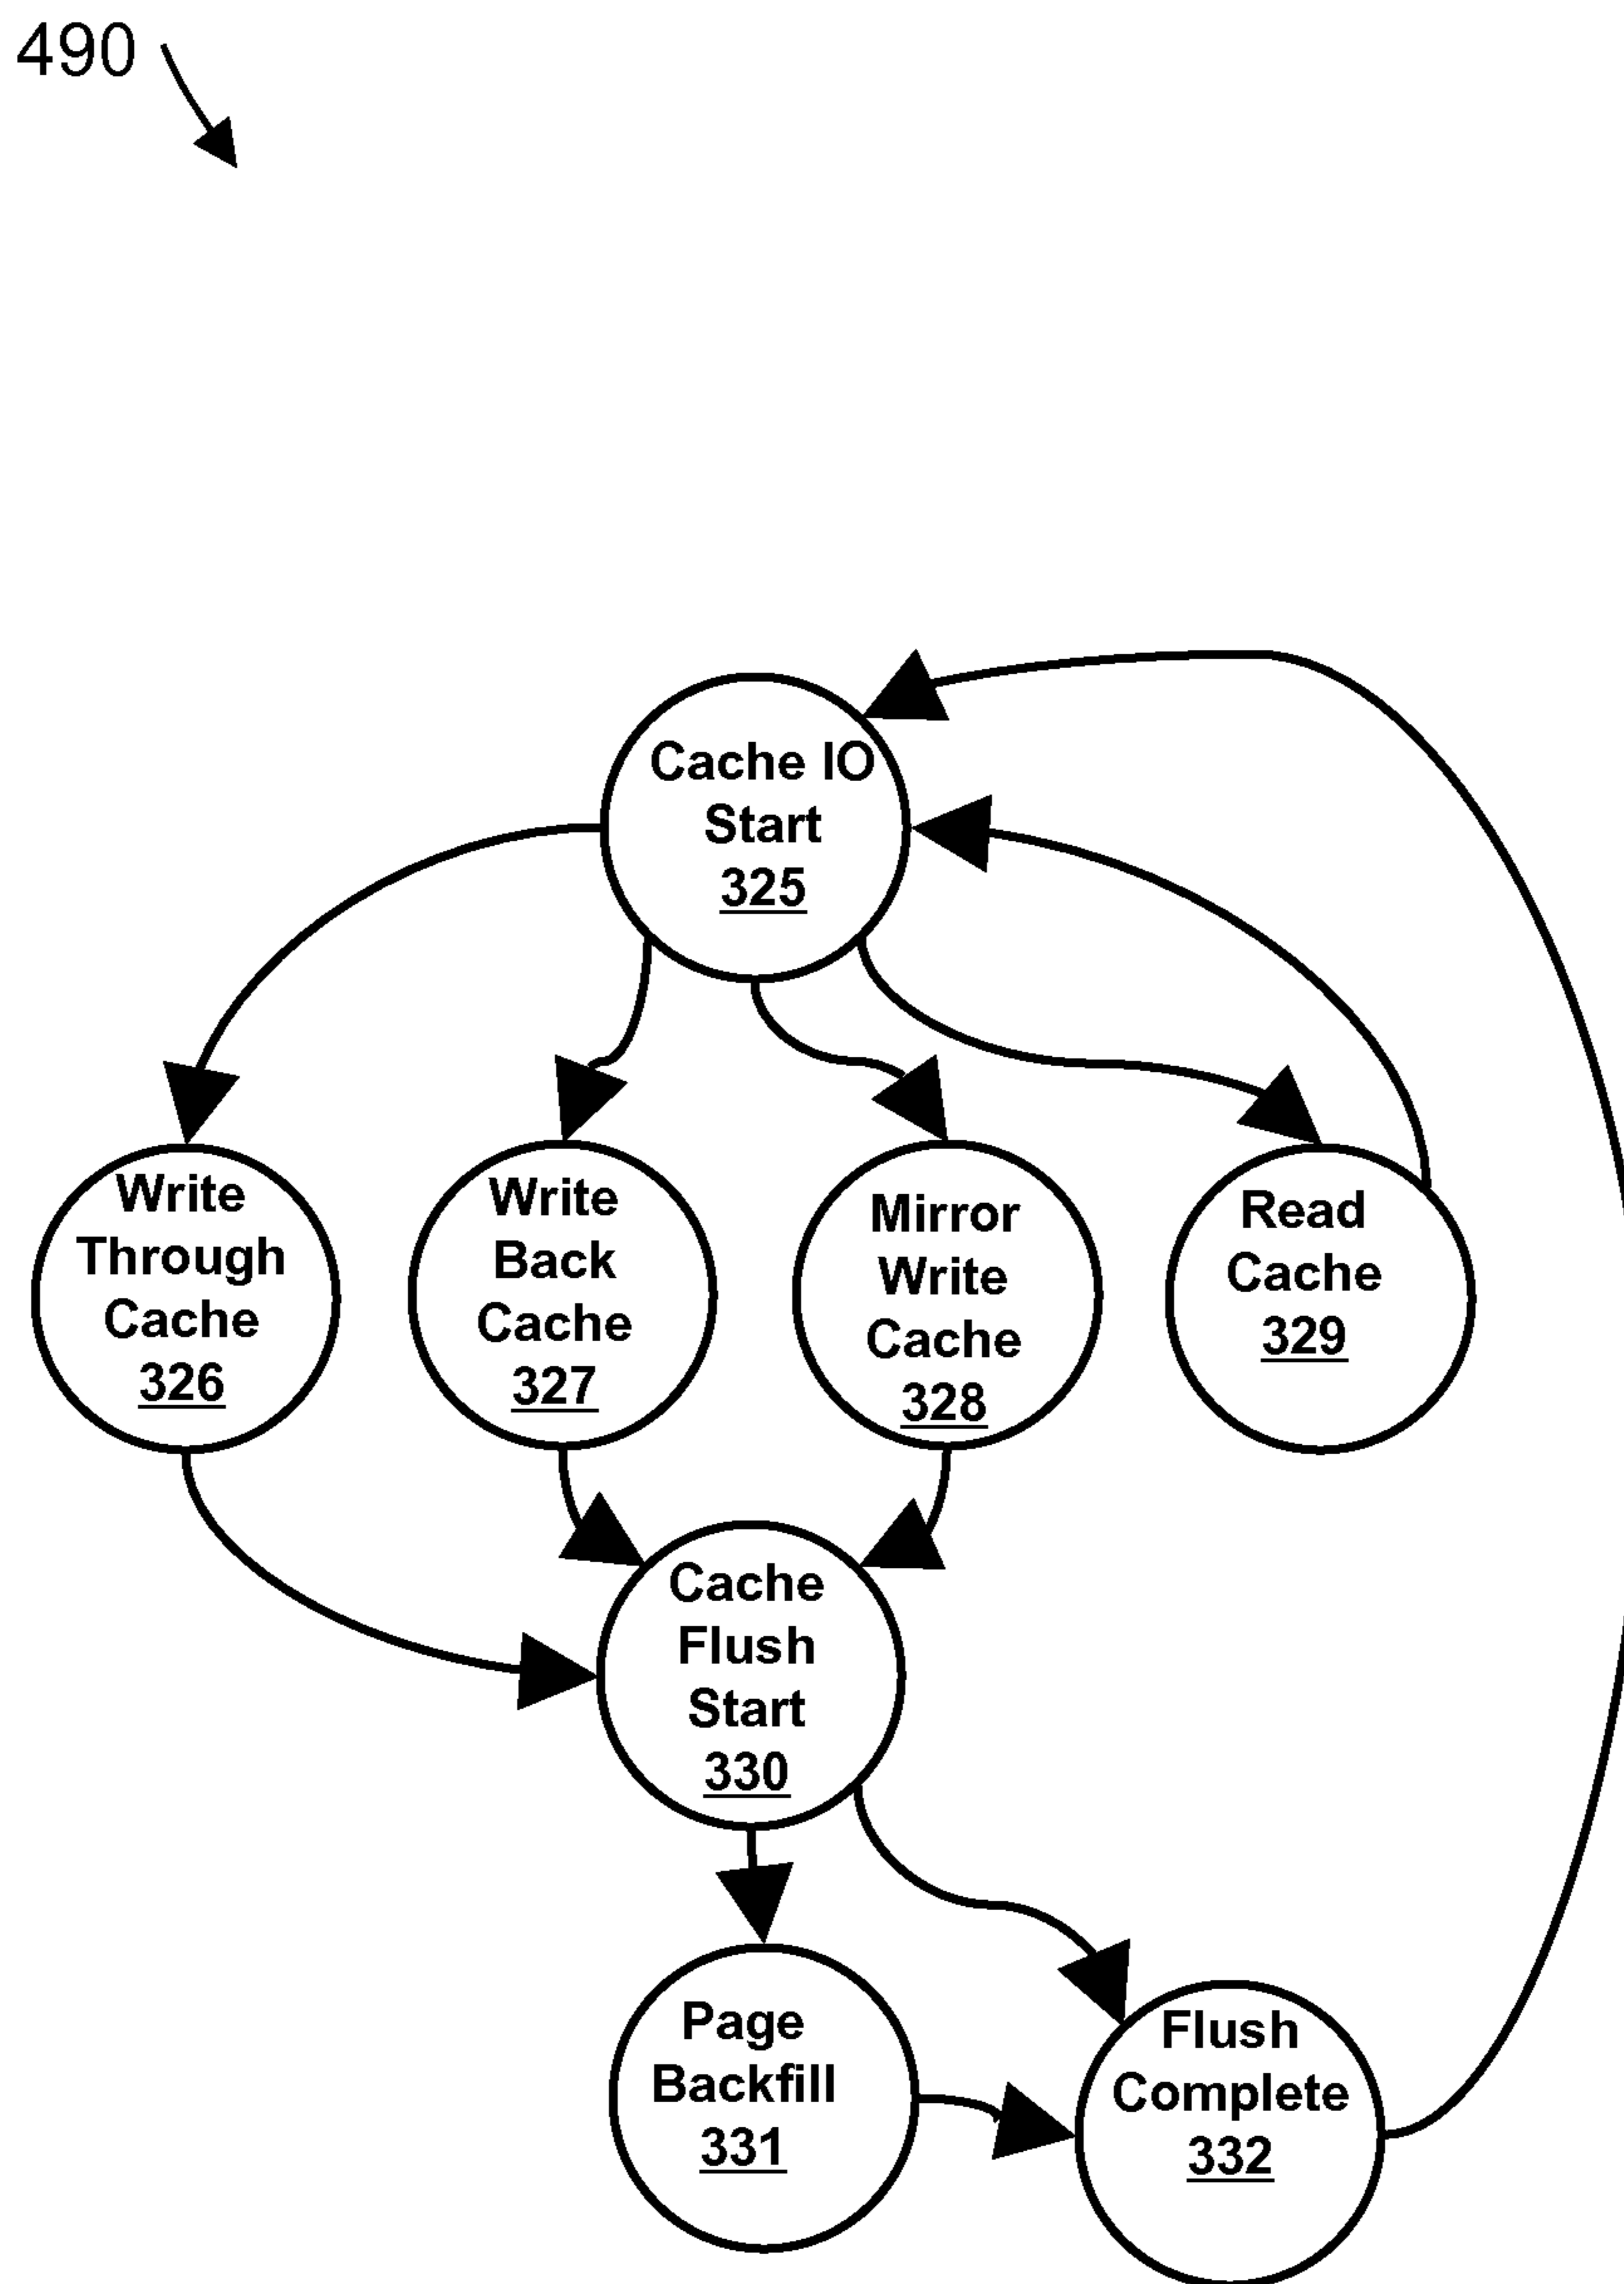 490
Cache IO
Start
325
Write
Through
Cache
326
Write
Back
Cache
327
Mirror
Write
Cache
328
Read
Cache
329
Cache
Flush
Start
330
Page
Backfill
331
Flush
Complete
332